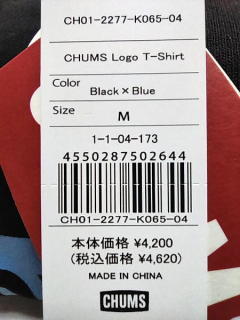 CH01-2277-K065-04
CHUMS Logo T-Shirt
Color
Black×Blue
Size
M
1-1-04-173
4550287502644
CH01-2277-K065-04
本体価格 ¥4,200
(税込価格 ¥4,620)
MADE IN CHINA
CHUMS